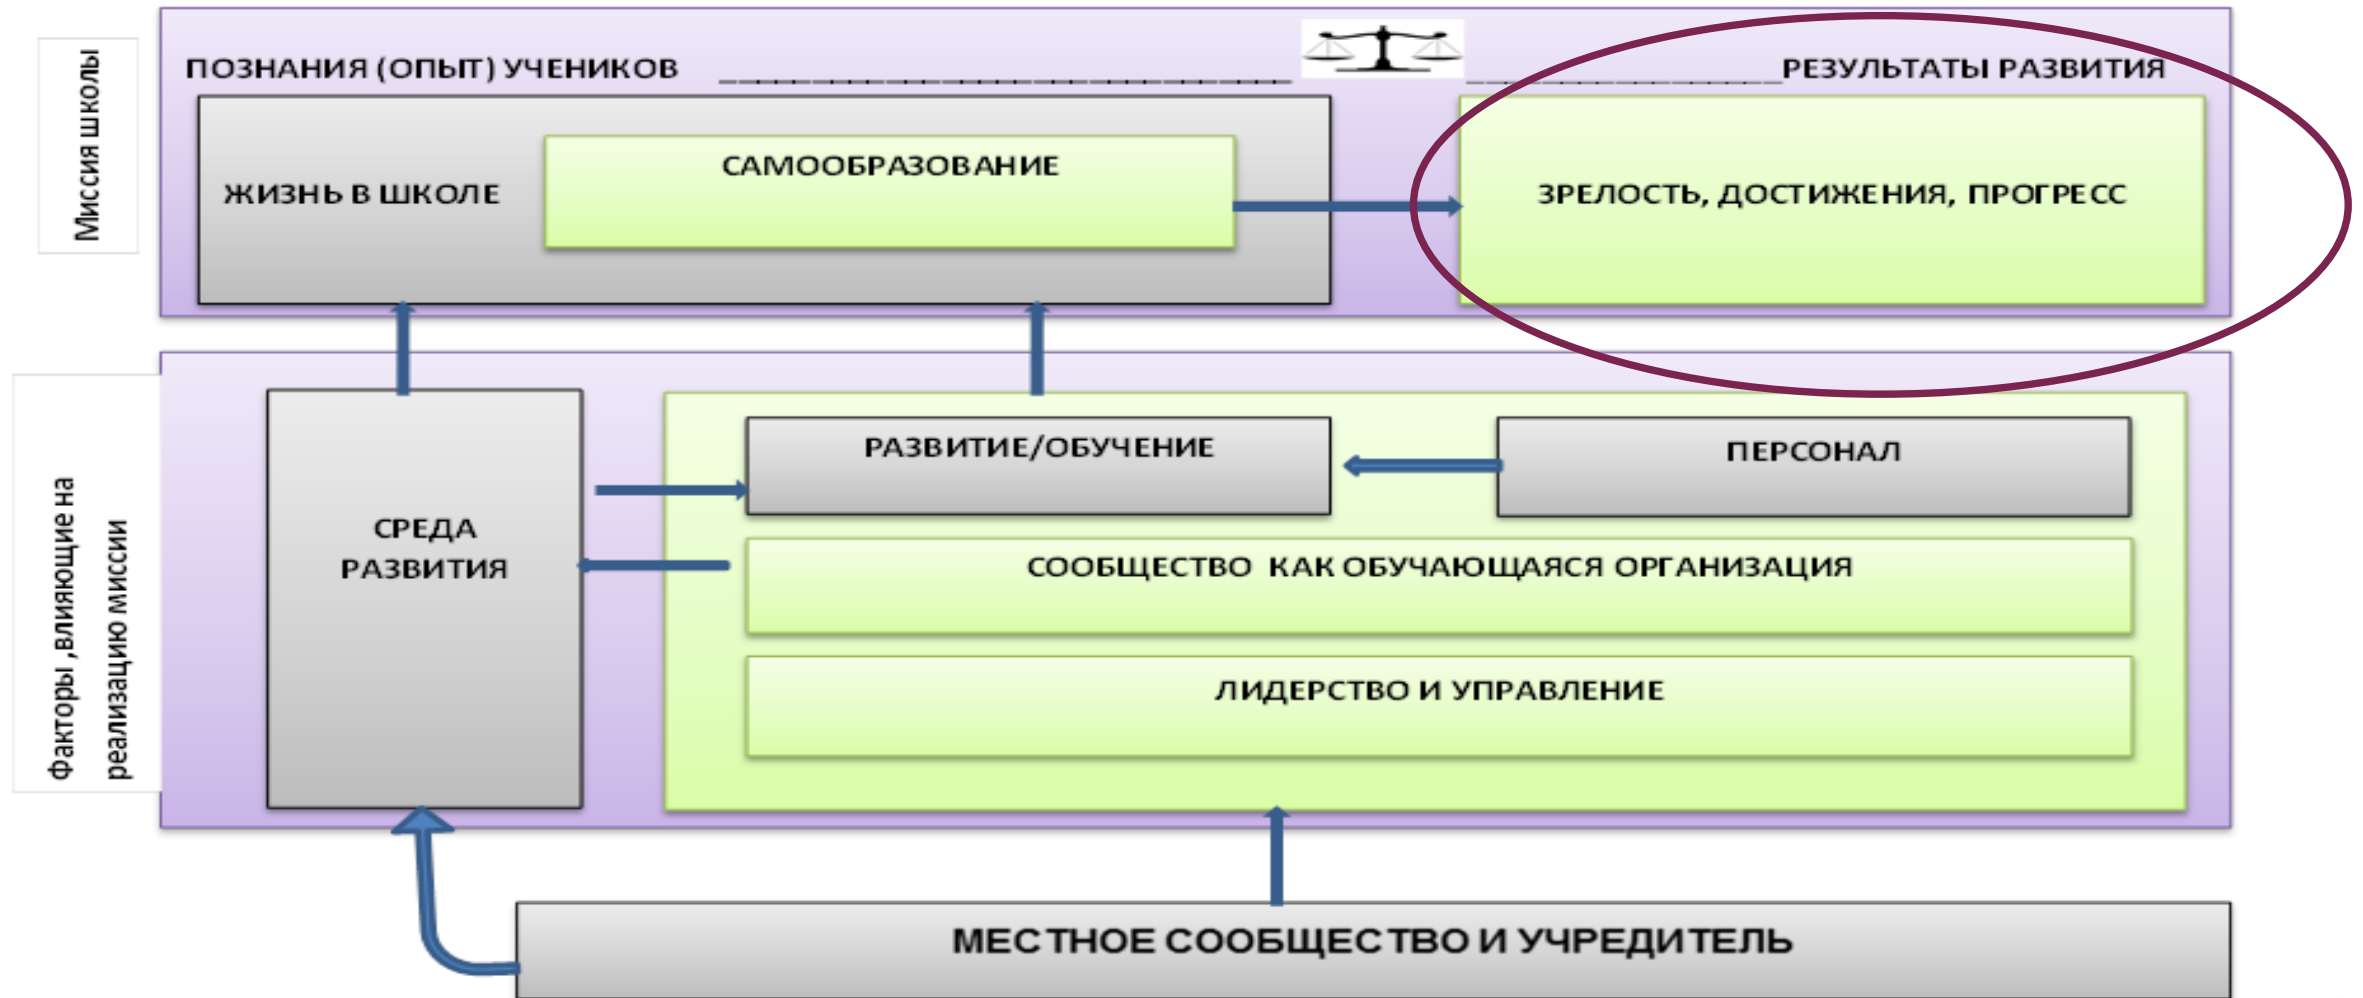 Миссия школы
ПОЗНАНИЯ (ОПЫТ) УЧЕНИКОВ
РЕЗУЛЬТАТЫ РАЗВИТИЯ
ЖИЗНЬ В ШКОЛЕ
САМООБРАЗОВАНИЕ
ЗРЕЛОСТЬ, ДОСТИЖЕНИЯ, ПРОГРЕСС
Факторы ,влияющие на
реализацию миссии
СРЕДА
РАЗВИТИЯ
РАЗВИТИЕ/ОБУЧЕНИЕ
ПЕРСОНАЛ
СООБЩЕСТВО КАК ОБУЧАЮЩАЯСЯ ОРГАНИЗАЦИЯ
ЛИДЕРСТВО И УПРАВЛЕНИЕ
МЕСТНОЕ СООБЩЕСТВО И УЧРЕДИТЕЛЬ